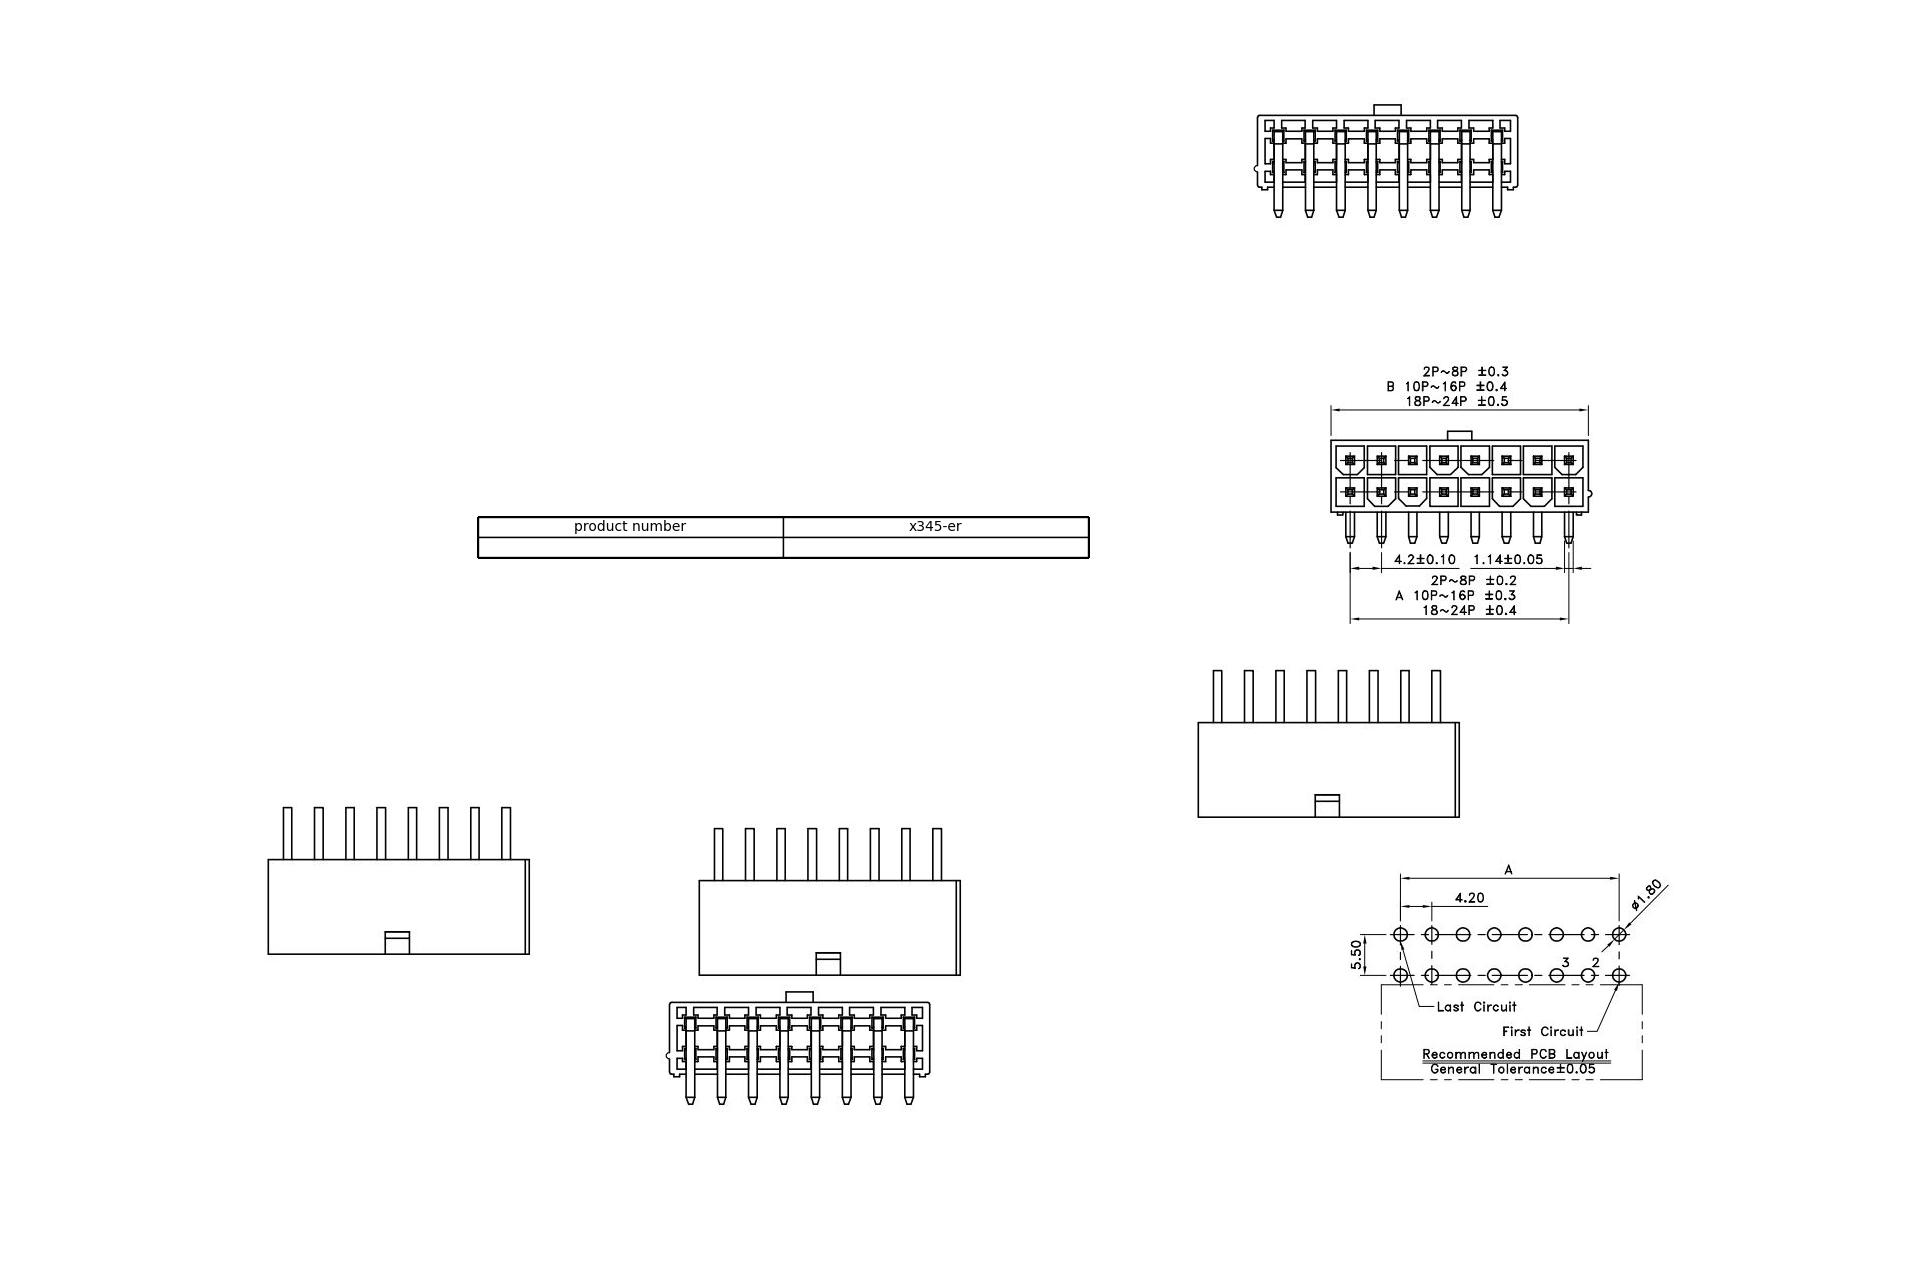 2P~8P ±0.3
B 10P~16P ±0.4
18P~24P ±0.5
product number x345-er
4.2±0.10 1.14±0.05
2P~8P ±0.2
A 10P~16P ±0.3
18~24P ±0.4
A
4.20
ø1.80
5.50
3 2
Last Circuit
First Circuit
Recommended PCB Layout
General Tolerance±0.05